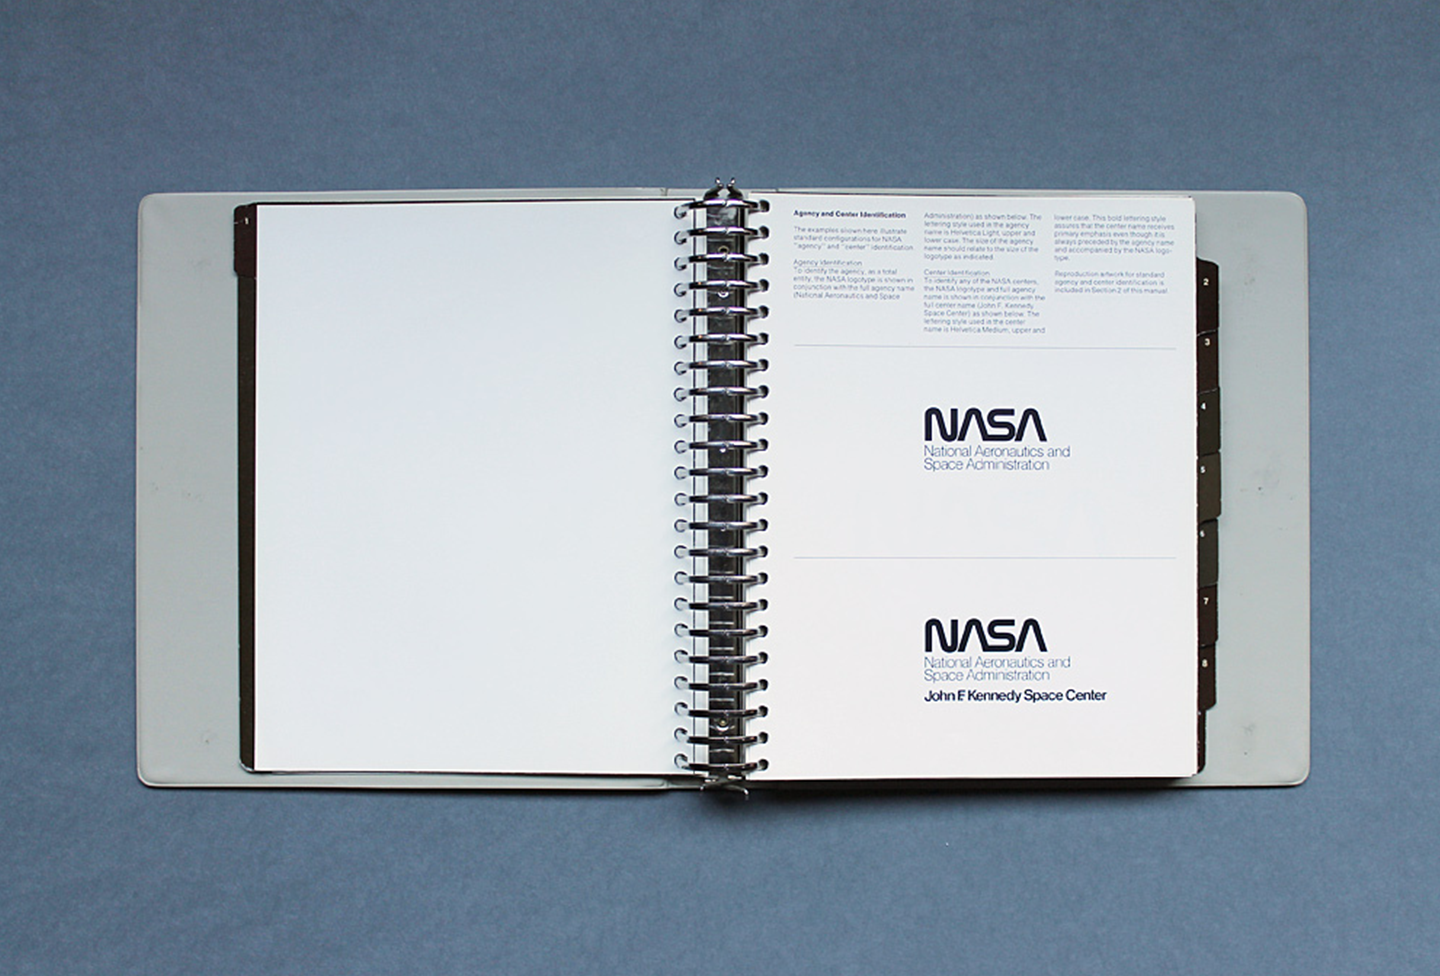 1
Agency and Center Identification
The examples shown here illustrate
standard configurations for NASA
"agency" and "center" identification.
Agency identification
To identify the agency, as a total
entity, the NASA logotype is shown in
conjunction with the full agency name
(National Aeronautics and Space
Administration) as shown below. The
lettering style used in the agency
name is Helvetica Light, upper and
lower case. The size of the agency
name should relate to the size of the
logotype as indicated.
Center Identification
To identify any of the NASA centers,
the NASA logotype and full agency
name is shown in conjunction with the
full center name (John F. Kennedy
Space Center) as shown below. The
lettering style used in the center
name is Helvetica Medium, upper and
lower case. This bold lettering style
assures that the center name receives
primary emphasis even though it is
always preceded by the agency name
and accompanied by the NASA logo-
type.
Reproduction artwork for standard
agency and center identification is
included in Section 2 of this manual.
NASA
National Aeronautics and
Space Administration
NASA
National Aeronautics and
Space Administration
John F. Kennedy Space Center
2
3
4
5
6
7
8